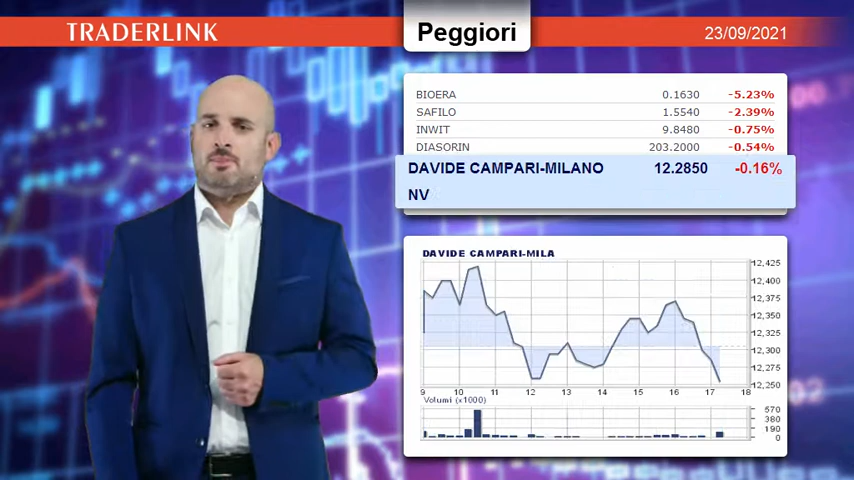 TRADERLINK
Peggiori
23/09/2021
BIOERA 0.1630 -5.23%
SAFILO 1.5540 -2.39%
INWIT 9.8480 -0.75%
DIASORIN 203.2000 -0.54%
DAVIDE CAMPARI-MILANO 12.2850 -0.16%
NV
DAVIDE CAMPARI-MILA
12,425
12,400
12,375
12,350
12,325
12,300
12,275
12,250
9 10 11 12 13 14 15 16 17 18
Volumi (x1000)
570
380
190
0